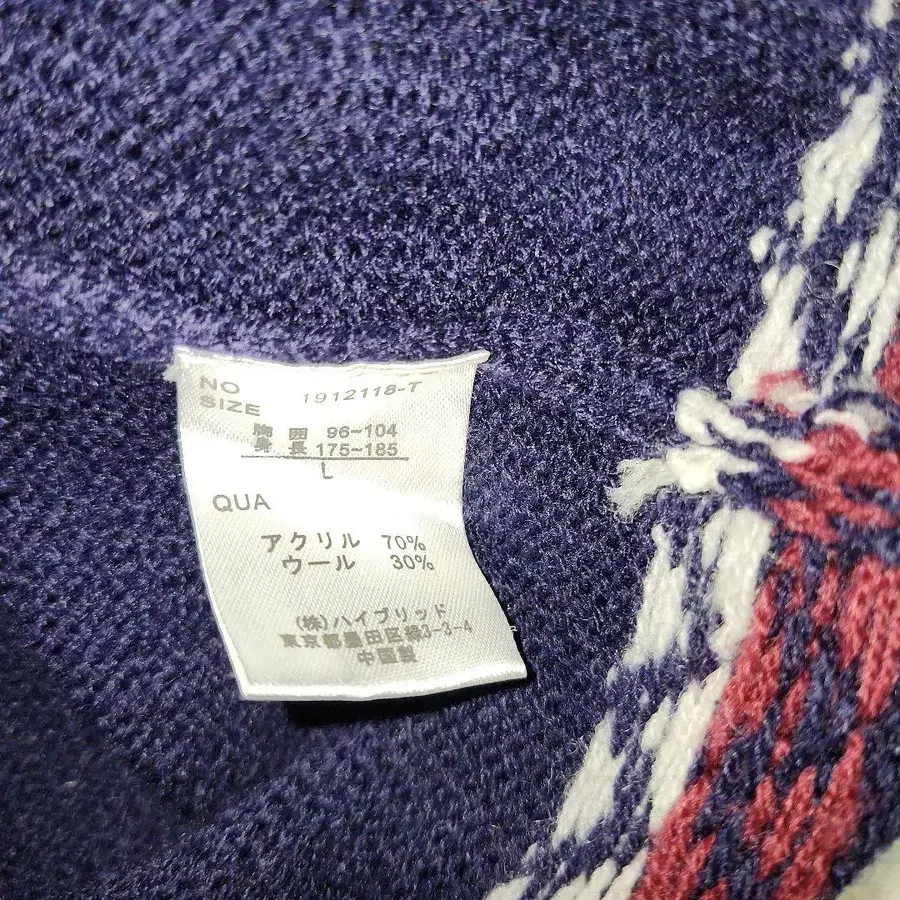 NO 1912118-T
SIZE
胸囲 96~104
身長 175~185
L
QUA
アクリル 70%
ウール 30%
(株)ハイブリッド
東京都墨田区緑3-3-4
中国製